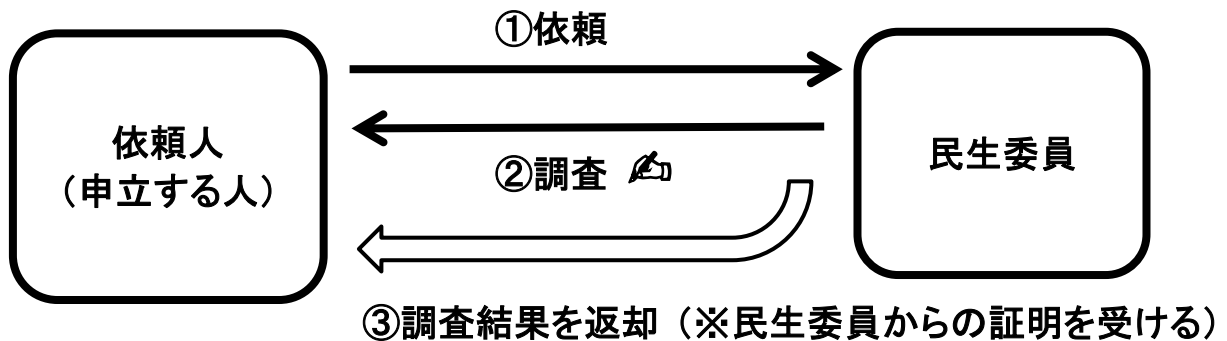 ①依頼
依頼人
（申立する人）
民生委員
②調査 ✍
③調査結果を返却（※民生委員からの証明を受ける）